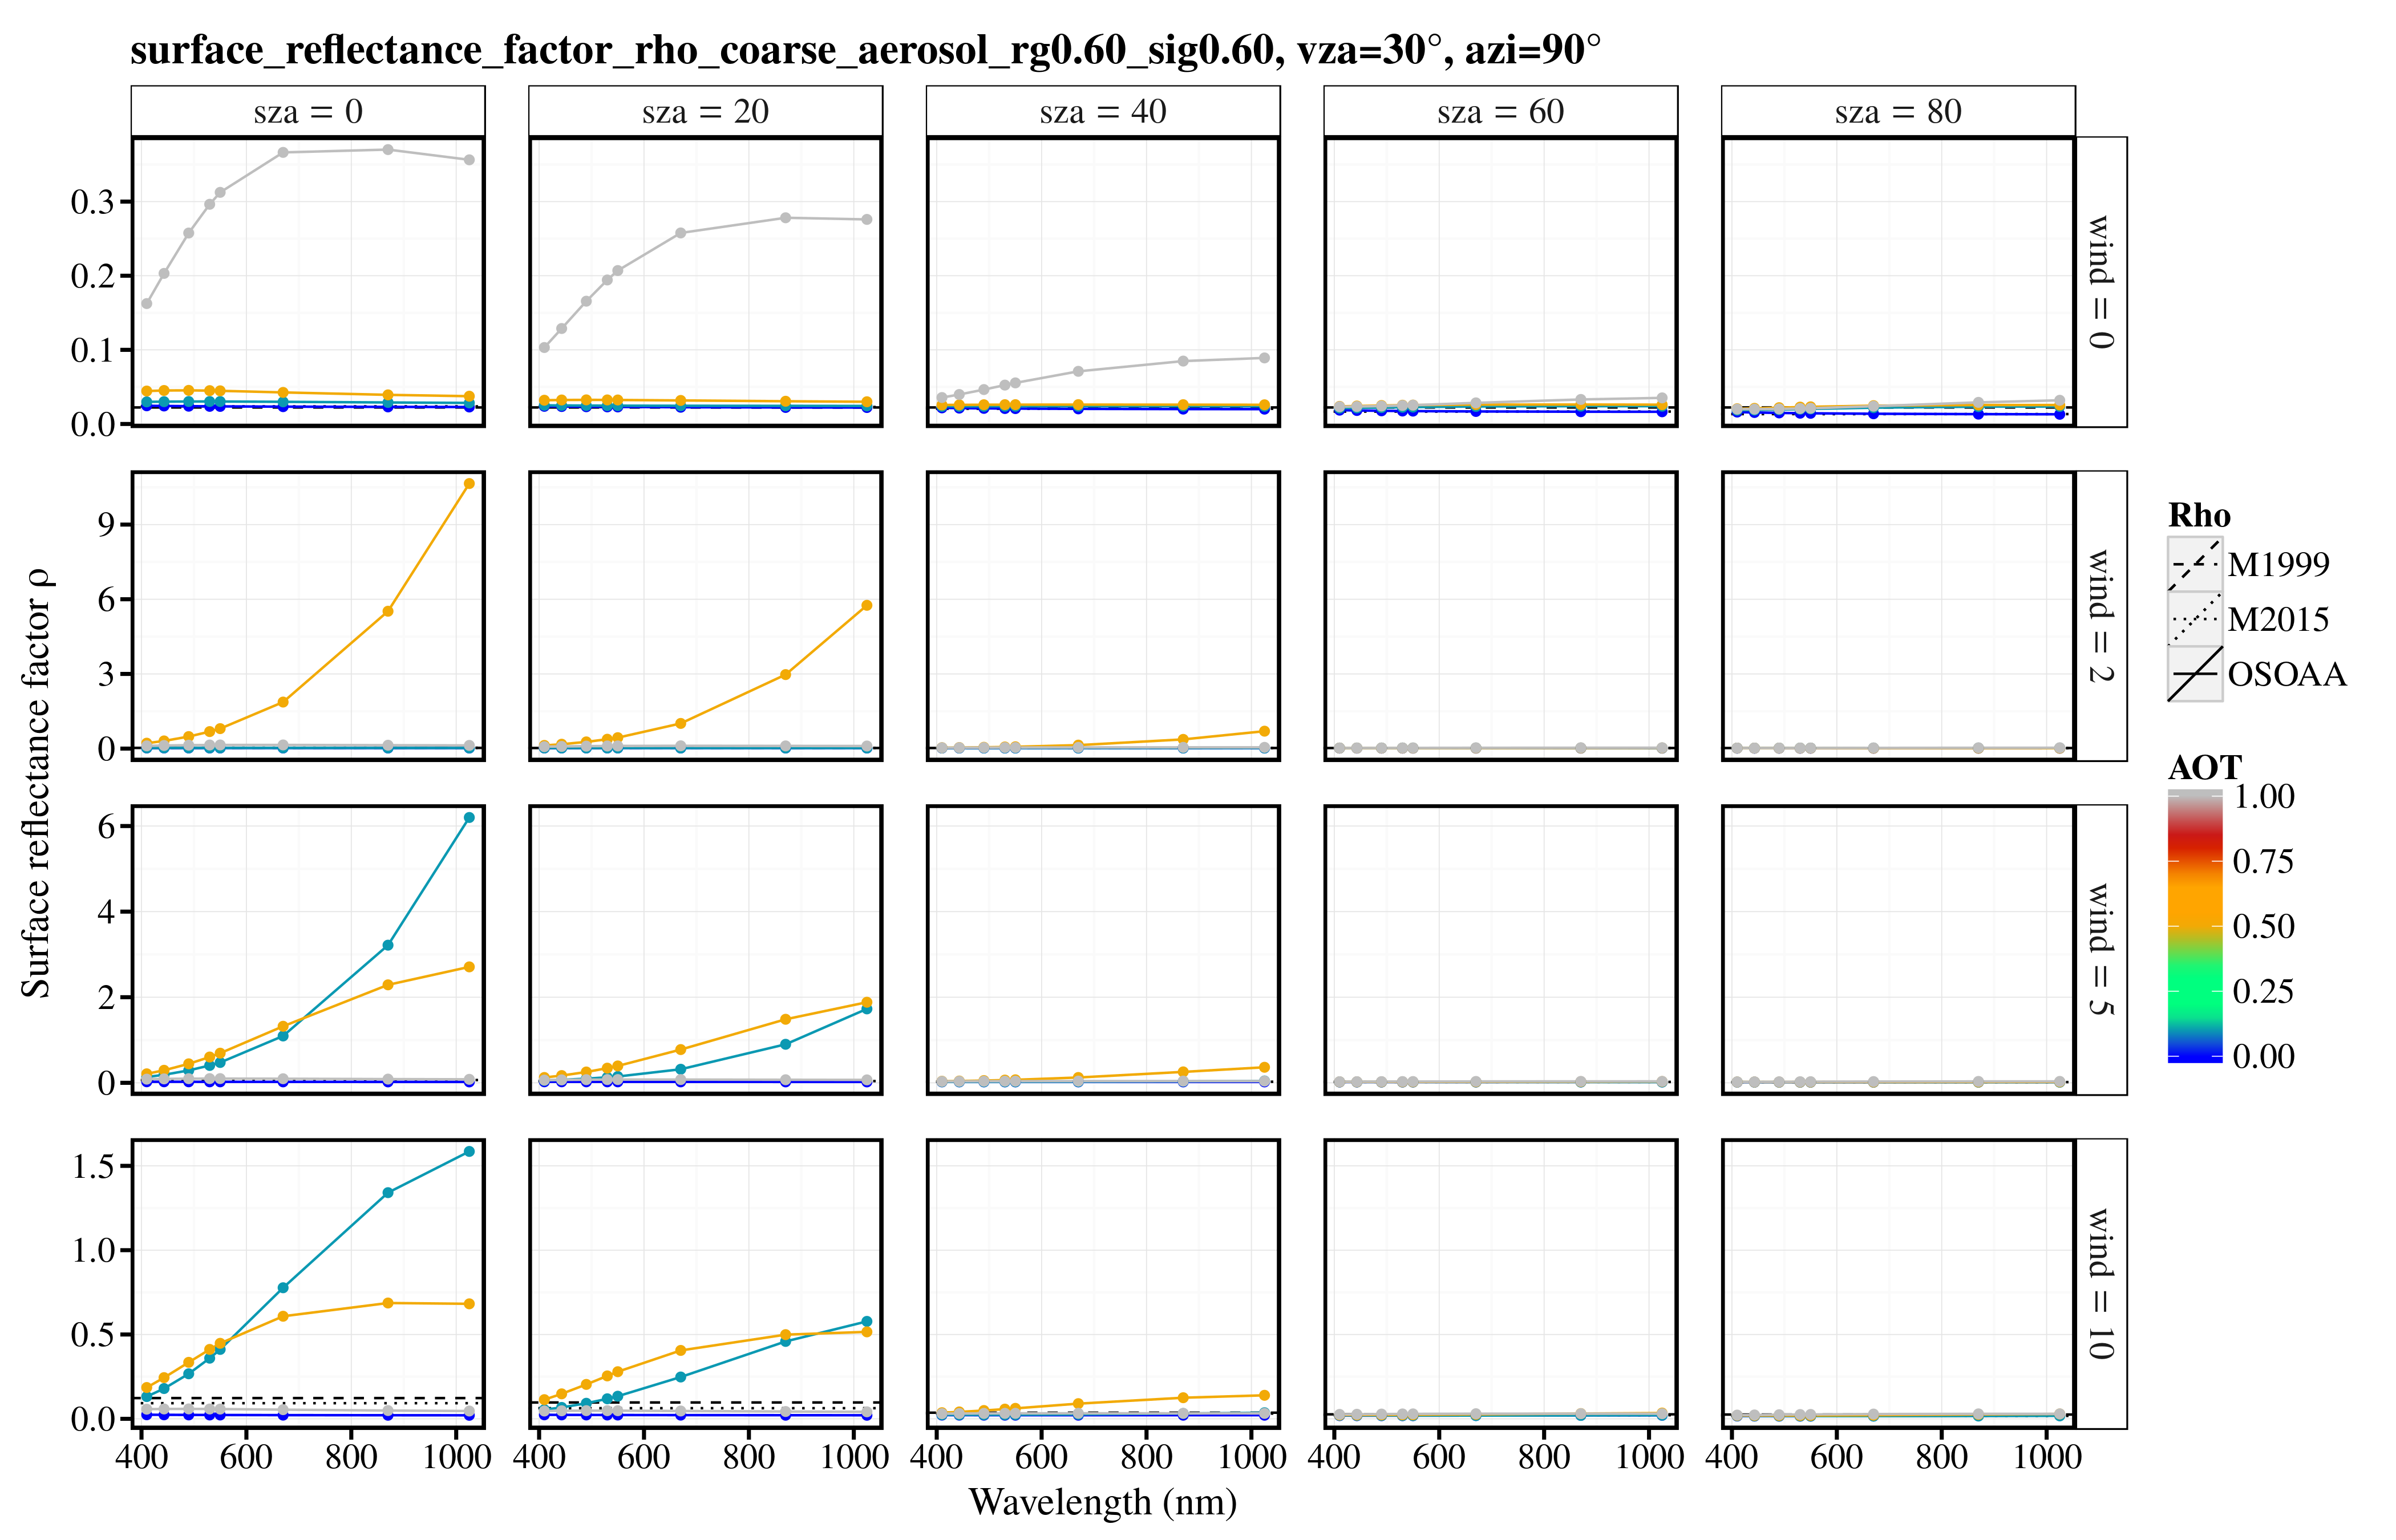 surface_reflectance_factor_rho_coarse_aerosol_rg0.60_sig0.60, vza=30°, azi=90°
sza = 0
sza = 20
sza = 40
sza = 60
sza = 80
0.3
0.2
0.1
0.0
wind = 0
9
6
3
0
wind = 2
6
4
2
0
wind = 5
1.5
1.0
0.5
0.0
wind = 10
400 600 800 1000
400 600 800 1000
400 600 800 1000
400 600 800 1000
400 600 800 1000
Wavelength (nm)
Surface reflectance factor ρ
Rho
M1999
M2015
OSOAA
AOT
1.00
0.75
0.50
0.25
0.00